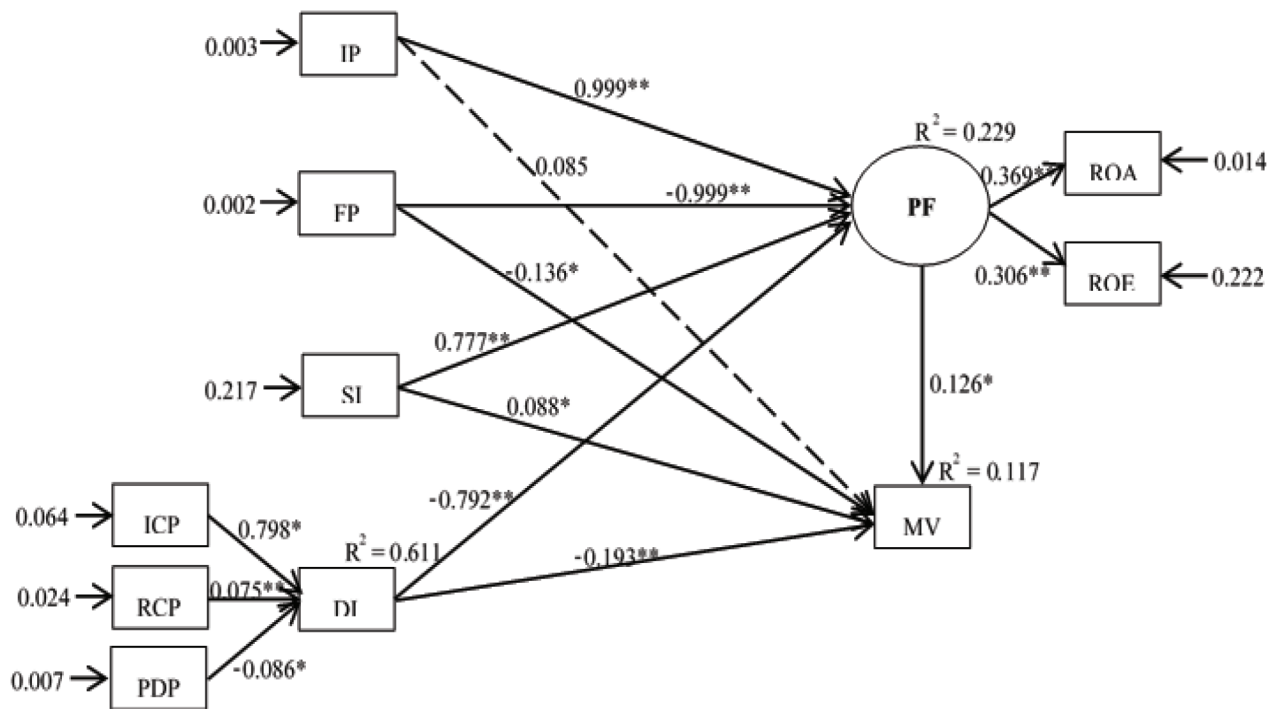 0.003
IP
0.999**
R² = 0.229
0.369**
ROA
0.014
0.085
0.002
FP
-0.999**
PF
-0.136*
0.306**
ROE
0.222
0.777**
0.217
SI
0.088*
0.126*
R² = 0.117
-0.792**
MV
0.064
ICP
0.798*
R² = 0.611
-0.193**
0.024
RCP
0.075**
DI
-0.086*
0.007
PDP